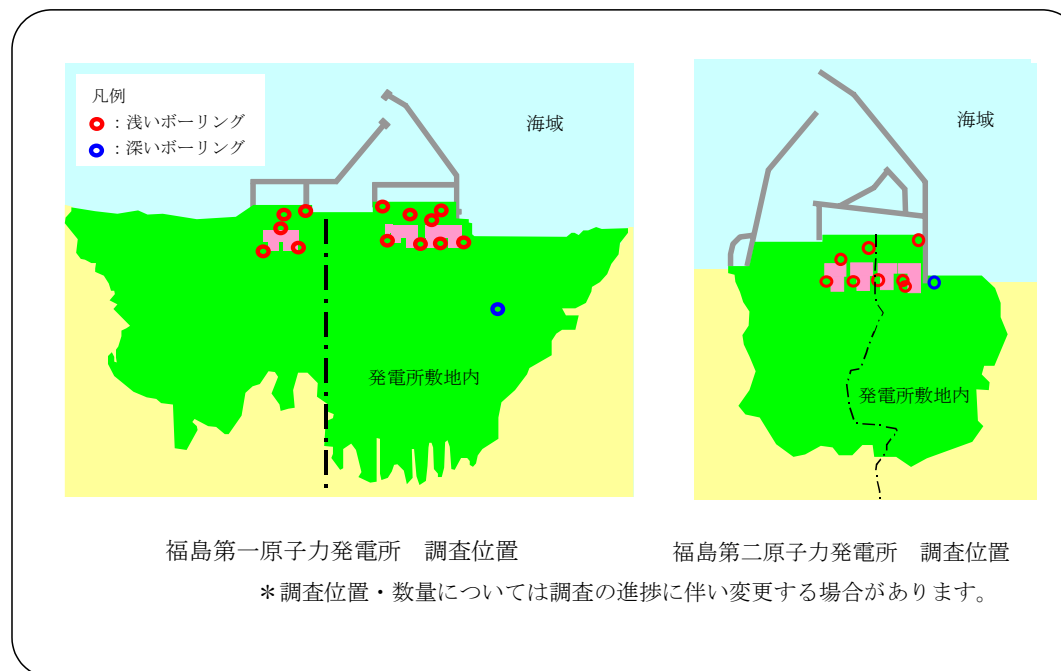 凡例
：浅いボーリング
：深いボーリング
海域
発電所敷地内
海域
発電所敷地内
福島第一原子力発電所　調査位置
福島第二原子力発電所　調査位置
＊調査位置・数量については調査の進捗に伴い変更する場合があります。